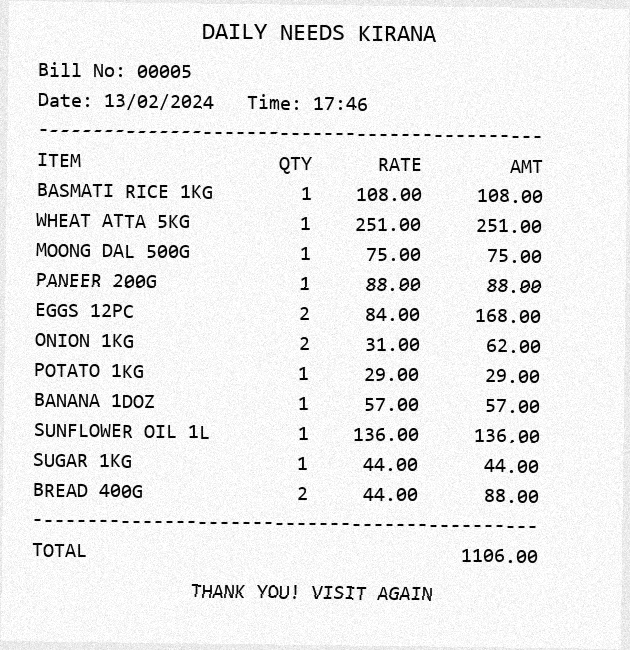 DAILY NEEDS KIRANA
Bill No: 00005
Date: 13/02/2024   Time: 17:46
----------------------------------------------
ITEM   QTY   RATE   AMT
BASMATI RICE 1KG   1   108.00   108.00
WHEAT ATTA 5KG   1   251.00   251.00
MOONG DAL 500G   1   75.00   75.00
PANEER 200G   1   88.00   88.00
EGGS 12PC   2   84.00   168.00
ONION 1KG   2   31.00   62.00
POTATO 1KG   1   29.00   29.00
BANANA 1DOZ   1   57.00   57.00
SUNFLOWER OIL 1L   1   136.00   136.00
SUGAR 1KG   1   44.00   44.00
BREAD 400G   2   44.00   88.00
----------------------------------------------
TOTAL   1106.00
THANK YOU! VISIT AGAIN